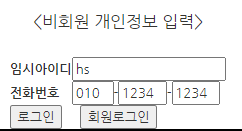 <비회원 개인정보 입력>
임시아이디 hs
전화번호 010-1234-1234
로그인 회원로그인